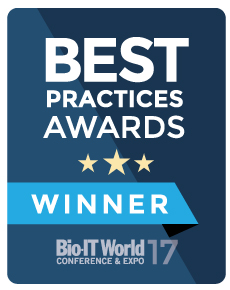 BEST
PRACTICES
AWARDS
WINNER
Bio-IT World 17
CONFERENCE & EXPO